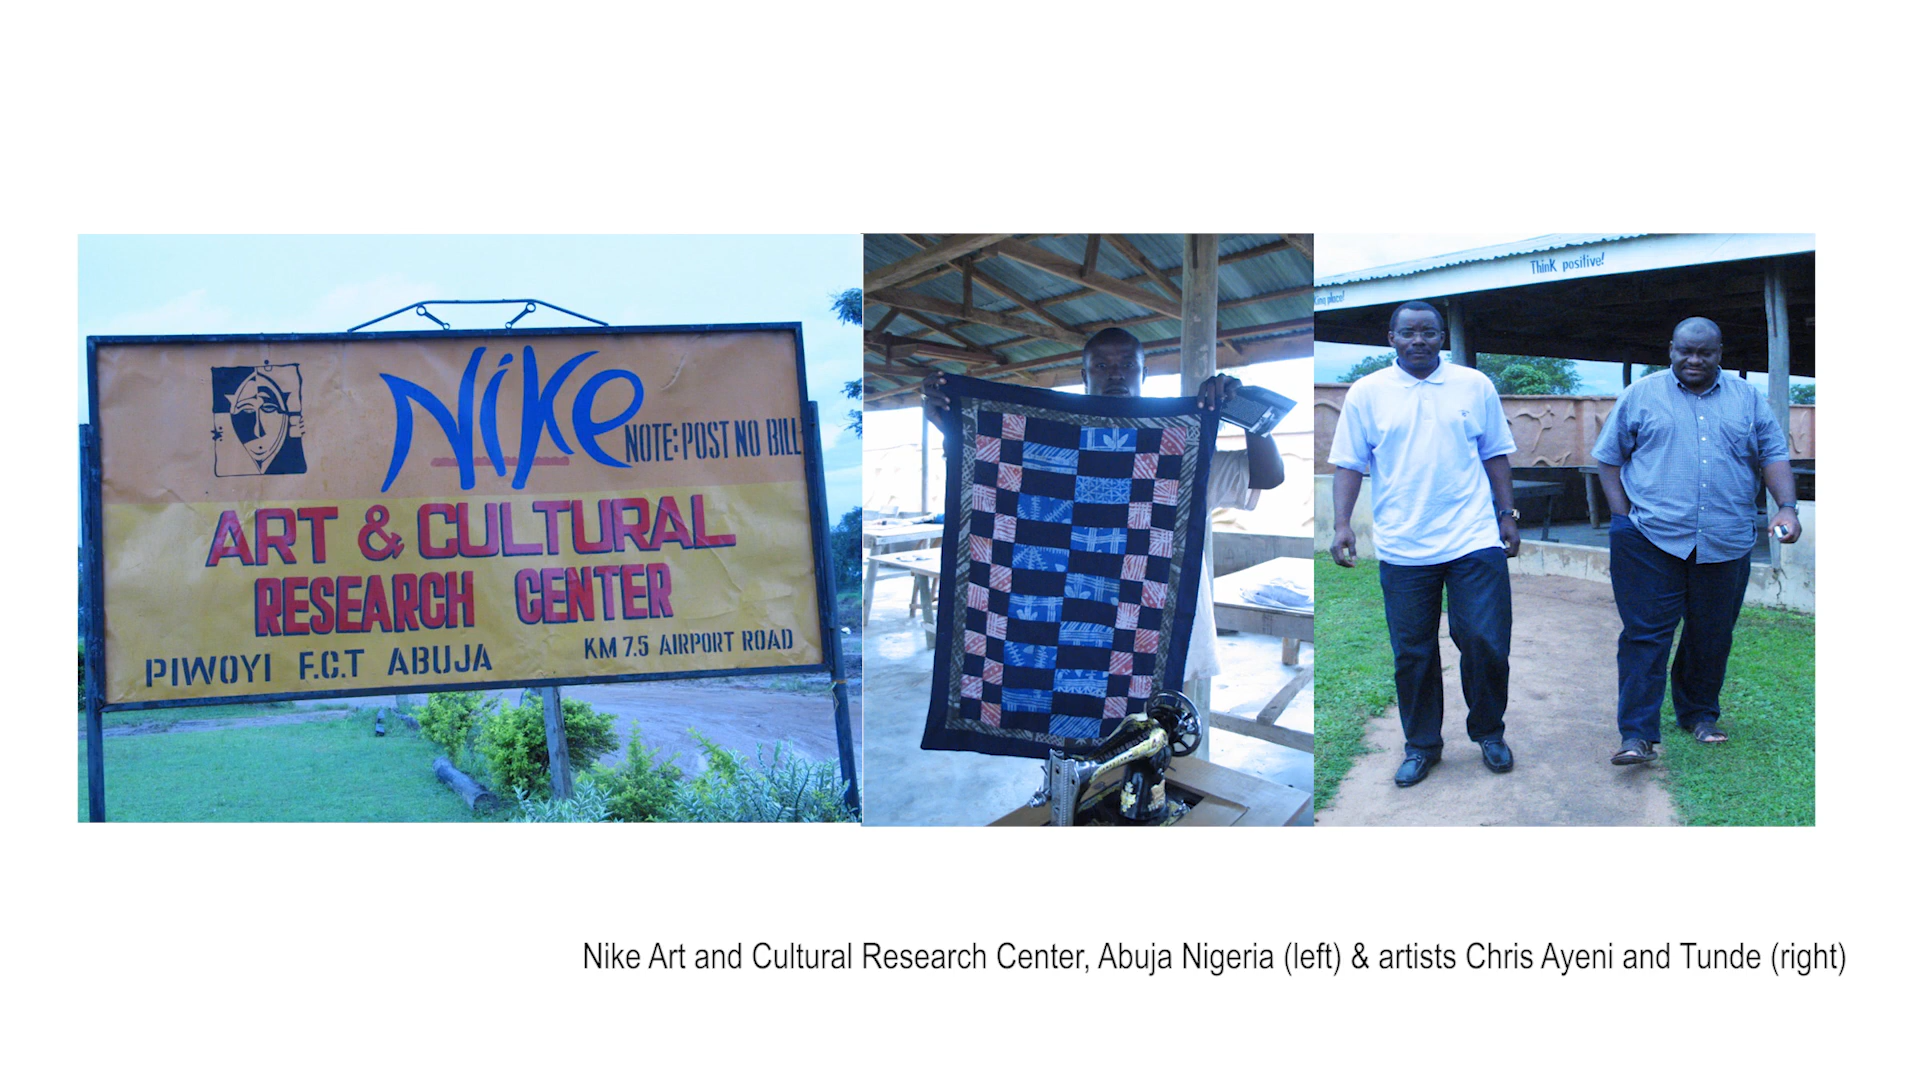 Nike
NOTE: POST NO BILL
ART & CULTURAL
RESEARCH CENTER
PIWOYI F.C.T ABUJA
KM 7.5 AIRPORT ROAD
Think positive!
place!
Nike Art and Cultural Research Center, Abuja Nigeria (left) & artists Chris Ayeni and Tunde (right)